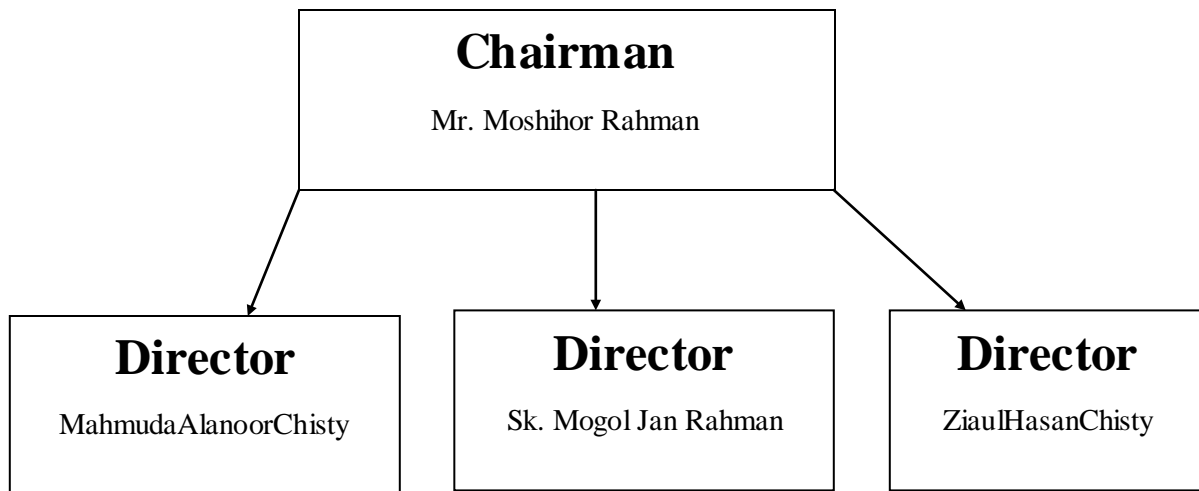 Chairman
Mr. Moshihor Rahman
Director
MahmudaAlanoorChisty
Director
Sk. Mogol Jan Rahman
Director
ZiaulHasanChisty